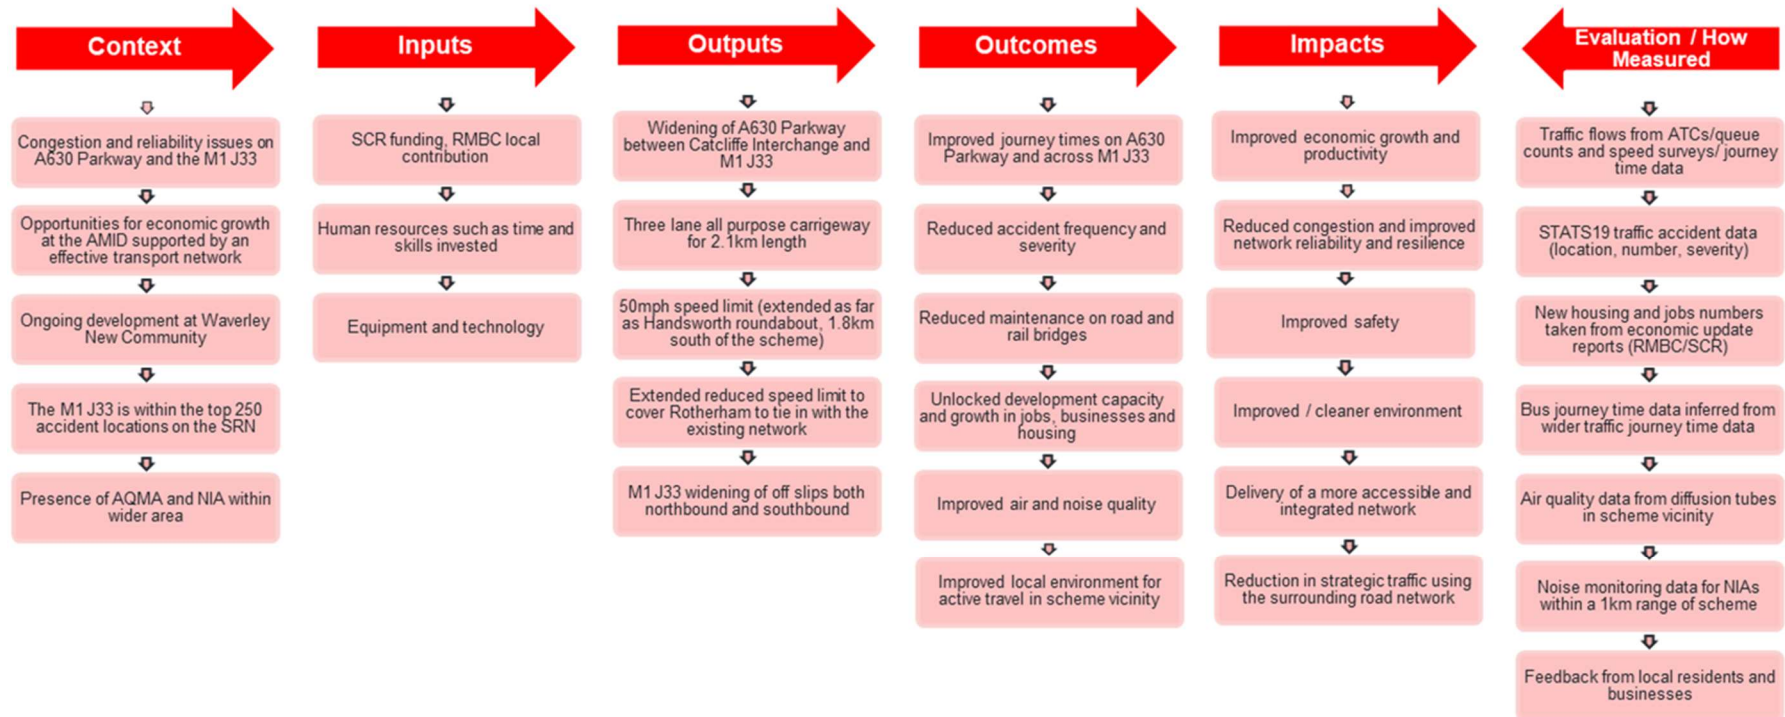 Context
Congestion and reliability issues on
A630 Parkway and the M1 J33
Opportunities for economic growth
at the AMID supported by an
effective transport network
Ongoing development at Waverley
New Community
The M1 J33 is within the top 250
accident locations on the SRN
Presence of AQMA and NIA within
wider area
Inputs
SCR funding, RMBC local
contribution
Human resources such as time and
skills invested
Equipment and technology
Outputs
Widening of A630 Parkway
between Catcliffe Interchange and
M1 J33
Three lane all purpose carrigeway
for 2.1km length
50mph speed limit (extended as far
as Handsworth roundabout, 1.8km
south of the scheme)
Extended reduced speed limit to
cover Rotherham to tie in with the
existing network
M1 J33 widening of off slips both
northbound and southbound
Outcomes
Improved journey times on A630
Parkway and across M1 J33
Reduced accident frequency and
severity
Reduced maintenance on road and
rail bridges
Unlocked development capacity
and growth in jobs, businesses and
housing
Improved air and noise quality
Improved local environment for
active travel in scheme vicinity
Impacts
Improved economic growth and
productivity
Reduced congestion and improved
network reliability and resilience
Improved safety
Improved / cleaner environment
Delivery of a more accessible and
integrated network
Reduction in strategic traffic using
the surrounding road network
Evaluation / How
Measured
Traffic flows from ATCs/queue
counts and speed surveys/ journey
time data
STATS19 traffic accident data
(location, number, severity)
New housing and jobs numbers
taken from economic update
reports (RMBC/SCR)
Bus journey time data inferred from
wider traffic journey time data
Air quality data from diffusion tubes
in scheme vicinity
Noise monitoring data for NIAs
within a 1km range of scheme
Feedback from local residents and
businesses